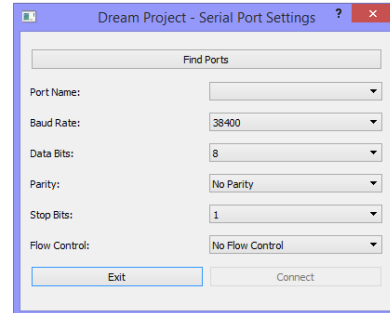 Dream Project - Serial Port Settings ? ×
Find Ports
Port Name:
Baud Rate: 38400
Data Bits: 8
Parity: No Parity
Stop Bits: 1
Flow Control: No Flow Control
Exit Connect